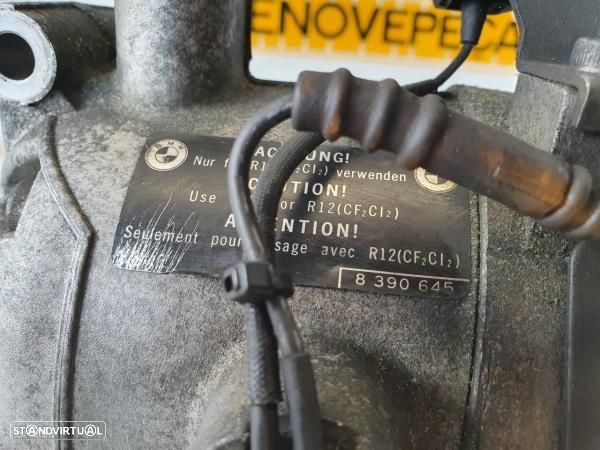 ENOVEPEÇA
BMW
ACHTUNG!
Nur f R12(CF₂Cl₂) verwenden
CAUTION!
Use or R12(CF₂Cl₂)
ATTENTION!
Seulement pour usage avec R12(CF₂Cl₂)
8 390 645
STANDVIRTUAL